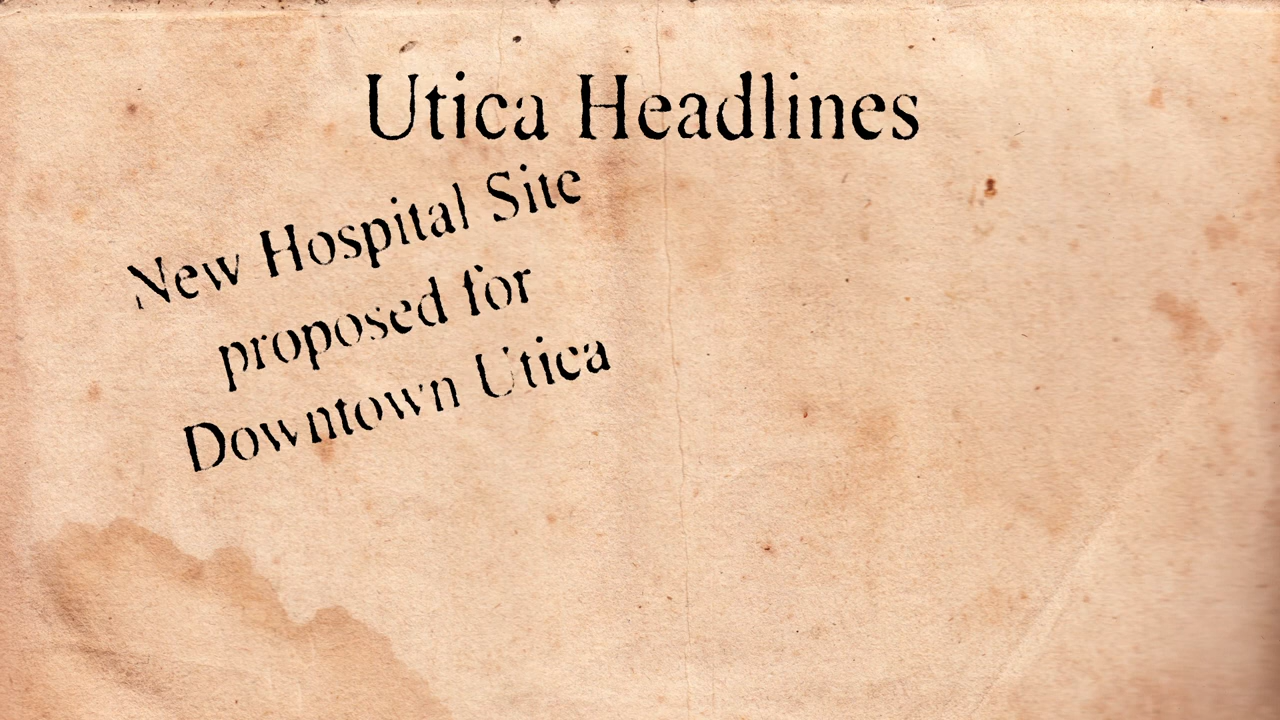 Utica Headlines
New Hospital Site
proposed for
Downtown Utica